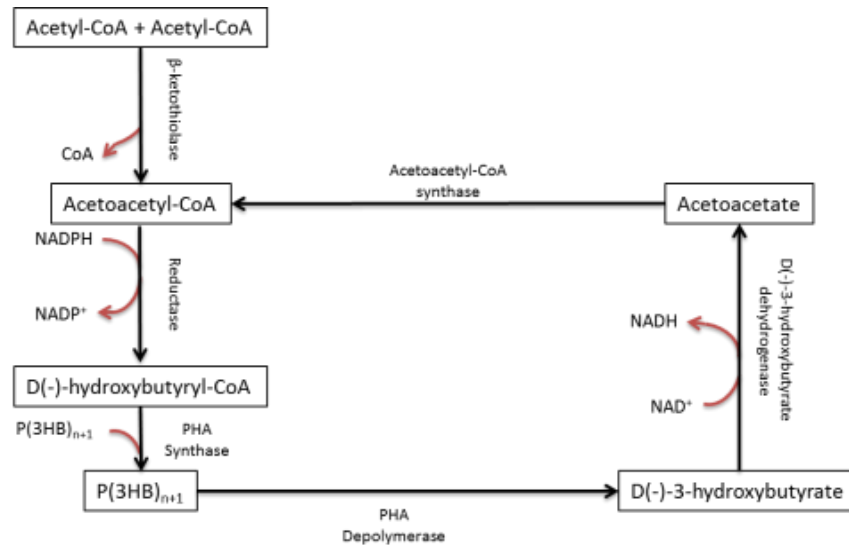 Acetyl-CoA + Acetyl-CoA
β-ketothiolase
CoA
Acetoacetyl-CoA
synthase
Acetoacetyl-CoA
Acetoacetate
NADPH
Reductase
NADP⁺
D(-)-3-hydroxybutyrate
dehydrogenase
NADH
NAD⁺
D(-)-hydroxybutyryl-CoA
P(3HB)ₙ₊₁
PHA
Synthase
P(3HB)ₙ₊₁
D(-)-3-hydroxybutyrate
PHA
Depolymerase